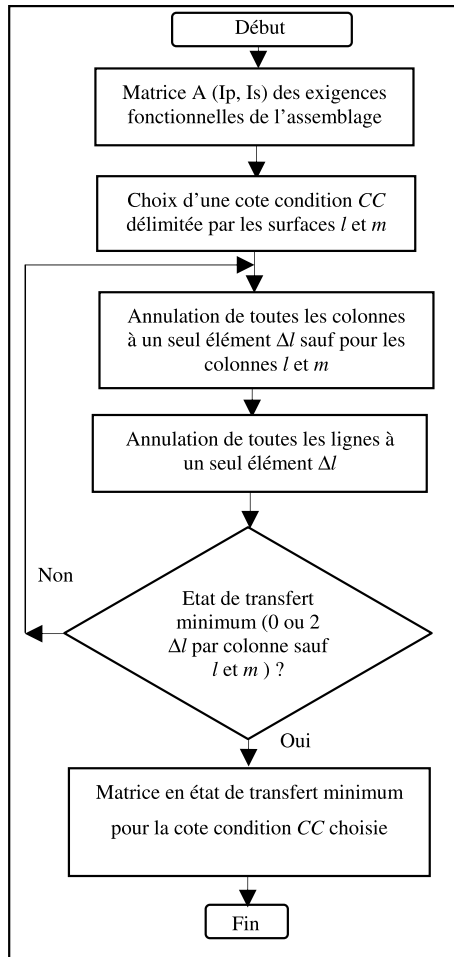 Début
Matrice A (Ip, Is) des exigences
fonctionnelles de l'assemblage
Choix d'une cote condition CC
délimitée par les surfaces l et m
Annulation de toutes les colonnes
à un seul élément Δl sauf pour les
colonnes l et m
Annulation de toutes les lignes à
un seul élément Δl
Non
Etat de transfert
minimum (0 ou 2
Δl par colonne sauf
l et m ) ?
Oui
Matrice en état de transfert minimum
pour la cote condition CC choisie
Fin